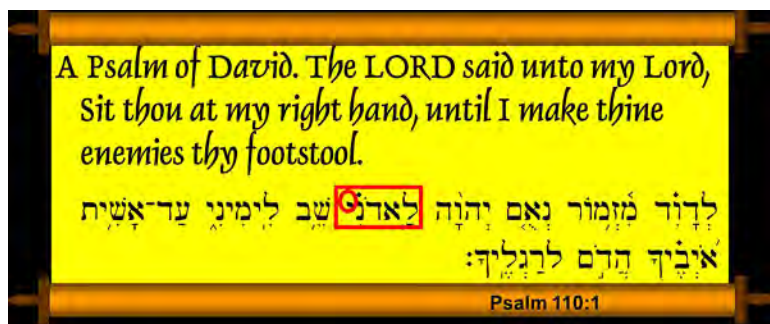 A Psalm of David. The LORD said unto my Lord,
Sit thou at my right hand, until I make thine
enemies thy footstool.
לְדָוִ֗ד מִ֫זְמ֥וֹר נְאֻ֤ם יְהוָ֨ה לַֽאדֹנִ֗י שֵׁ֥ב לִֽימִינִ֑י עַד־אָשִׁ֥ית
אֹ֝יְבֶ֗יךָ הֲדֹ֣ם לְרַגְלֶֽיךָ׃
Psalm 110:1